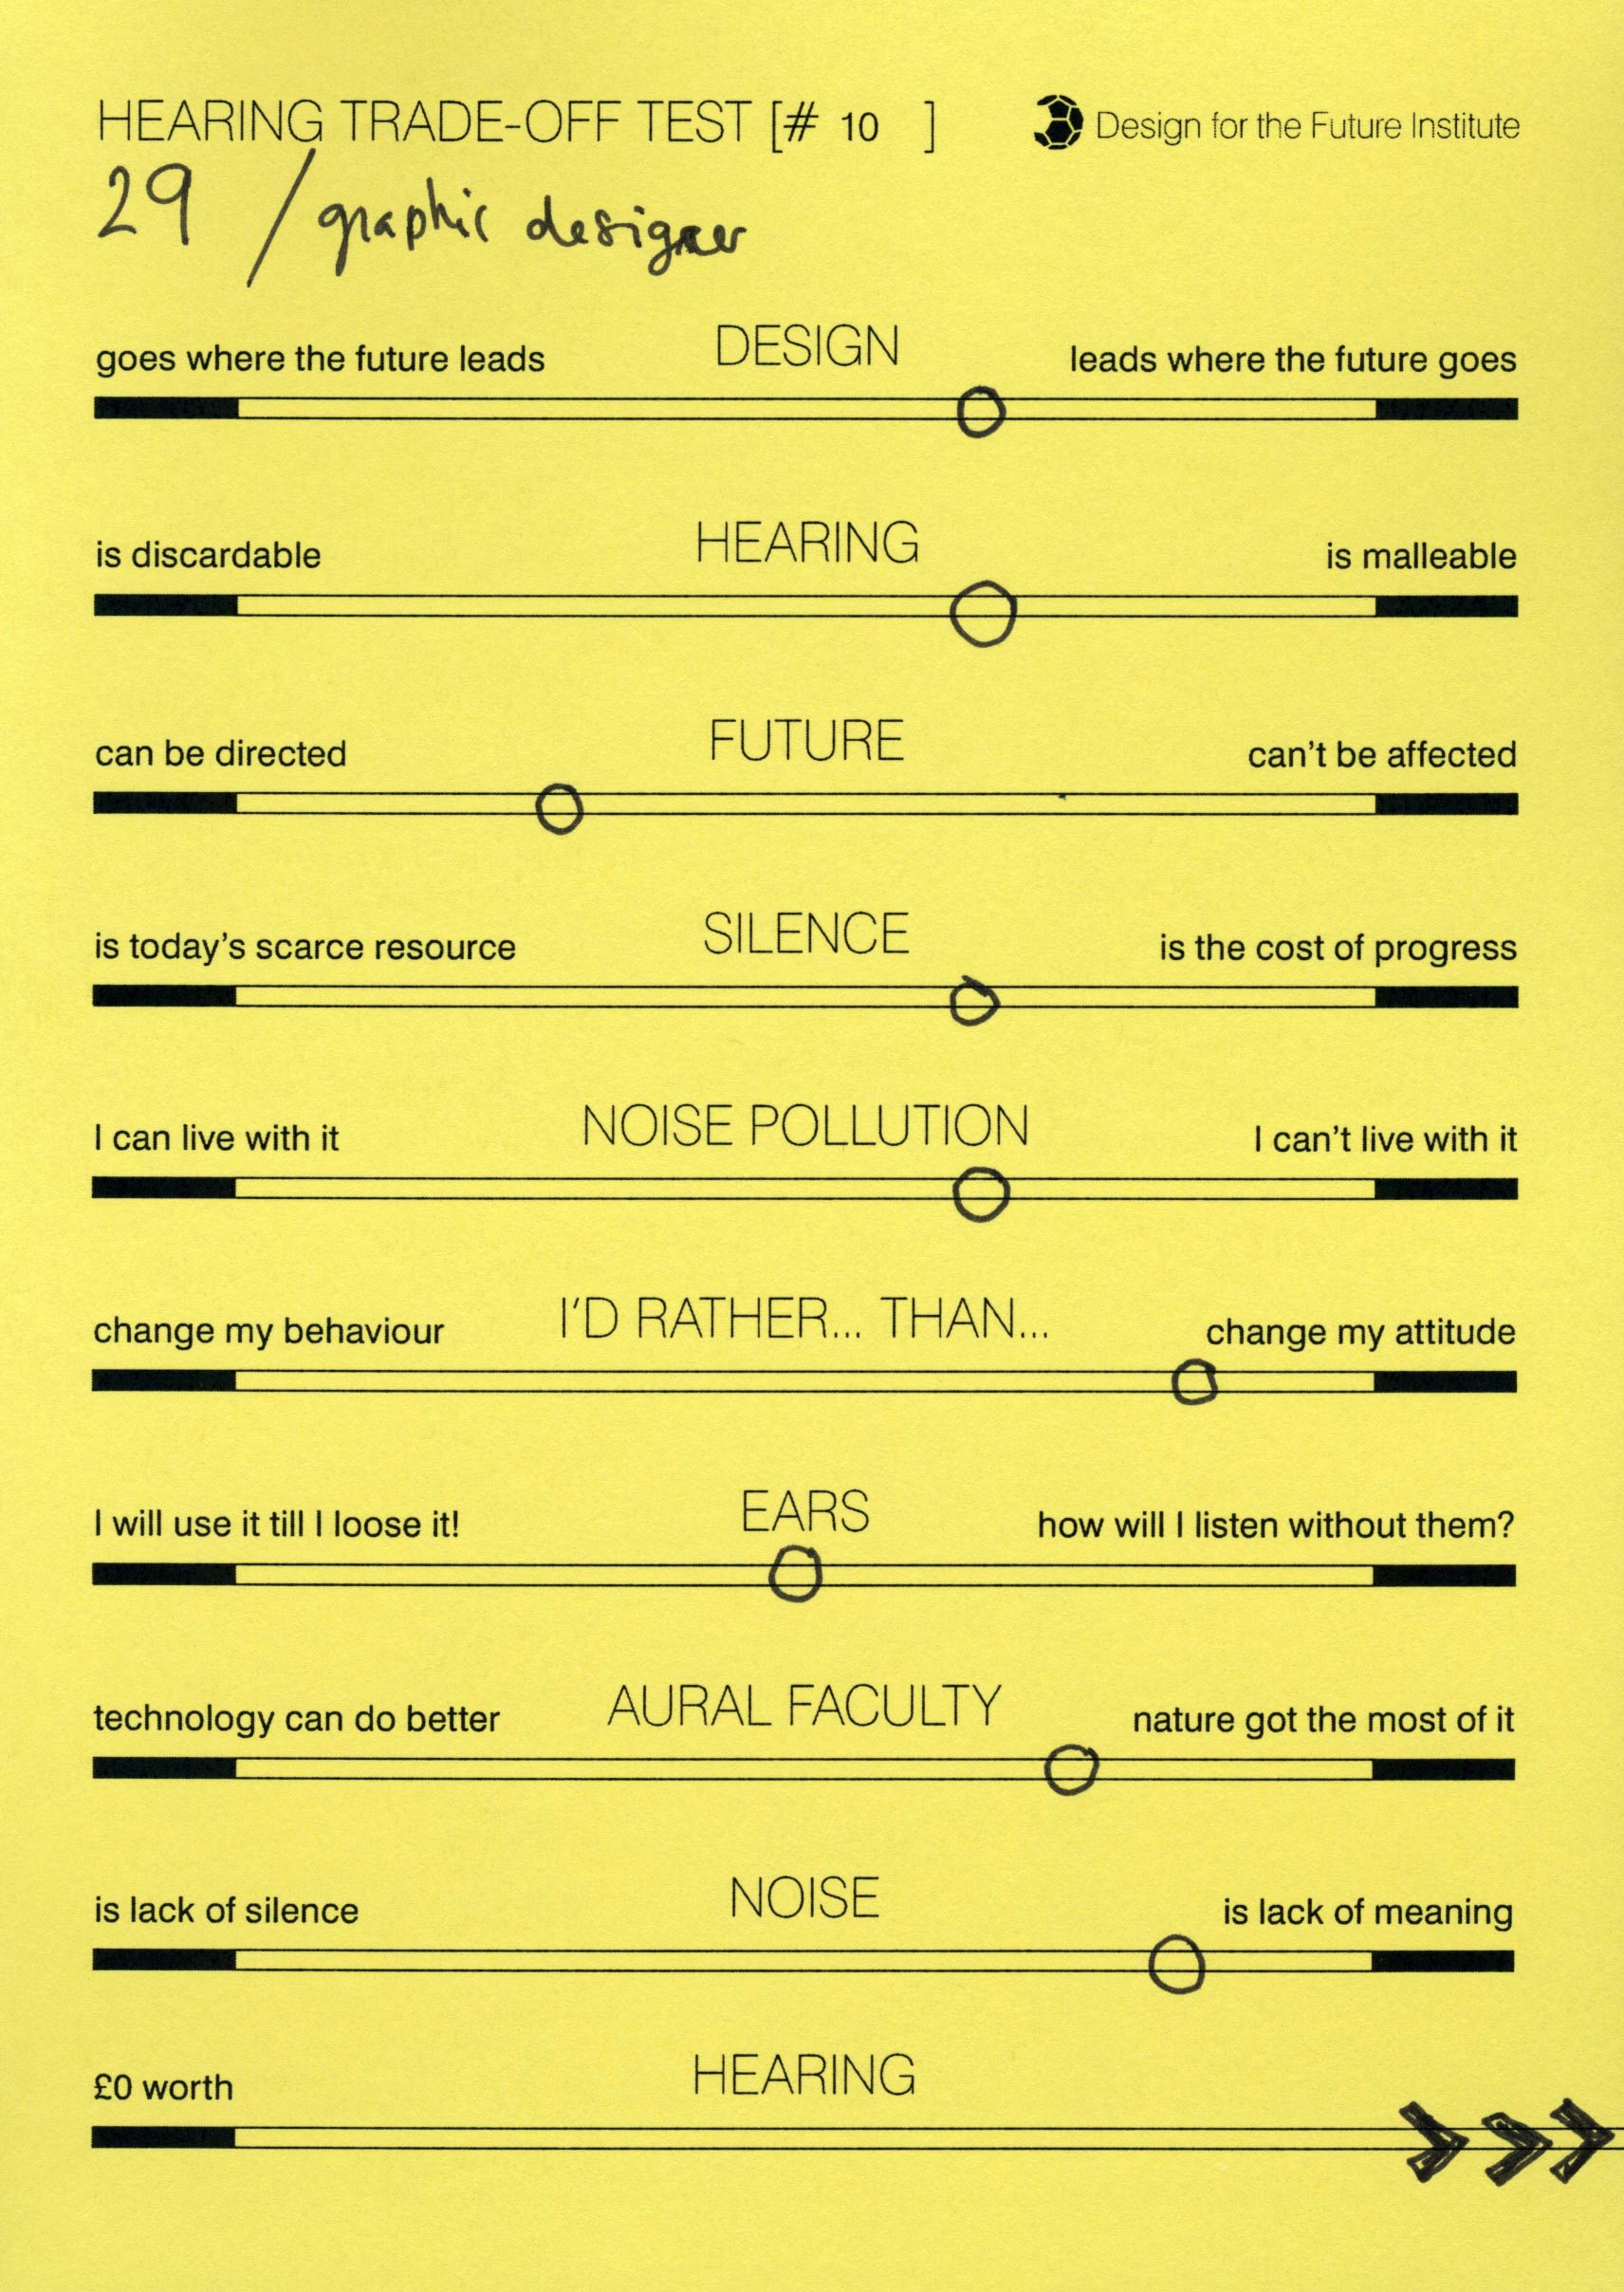 HEARING TRADE-OFF TEST [# 10 ] Design for the Future Institute
29 / graphic designer
goes where the future leads DESIGN leads where the future goes
is discardable HEARING is malleable
can be directed FUTURE can't be affected
is today's scarce resource SILENCE is the cost of progress
I can live with it NOISE POLLUTION I can't live with it
change my behaviour I'D RATHER... THAN... change my attitude
I will use it till I loose it! EARS how will I listen without them?
technology can do better AURAL FACULTY nature got the most of it
is lack of silence NOISE is lack of meaning
£0 worth HEARING